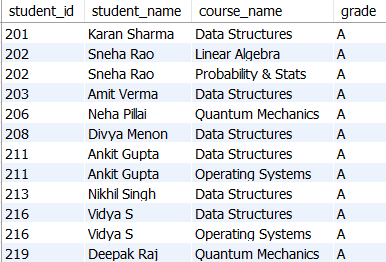 student_id student_name course_name grade
201 Karan Sharma Data Structures A
202 Sneha Rao Linear Algebra A
202 Sneha Rao Probability & Stats A
203 Amit Verma Data Structures A
206 Neha Pillai Quantum Mechanics A
208 Divya Menon Data Structures A
211 Ankit Gupta Data Structures A
211 Ankit Gupta Operating Systems A
213 Nikhil Singh Data Structures A
216 Vidya S Data Structures A
216 Vidya S Operating Systems A
219 Deepak Raj Quantum Mechanics A